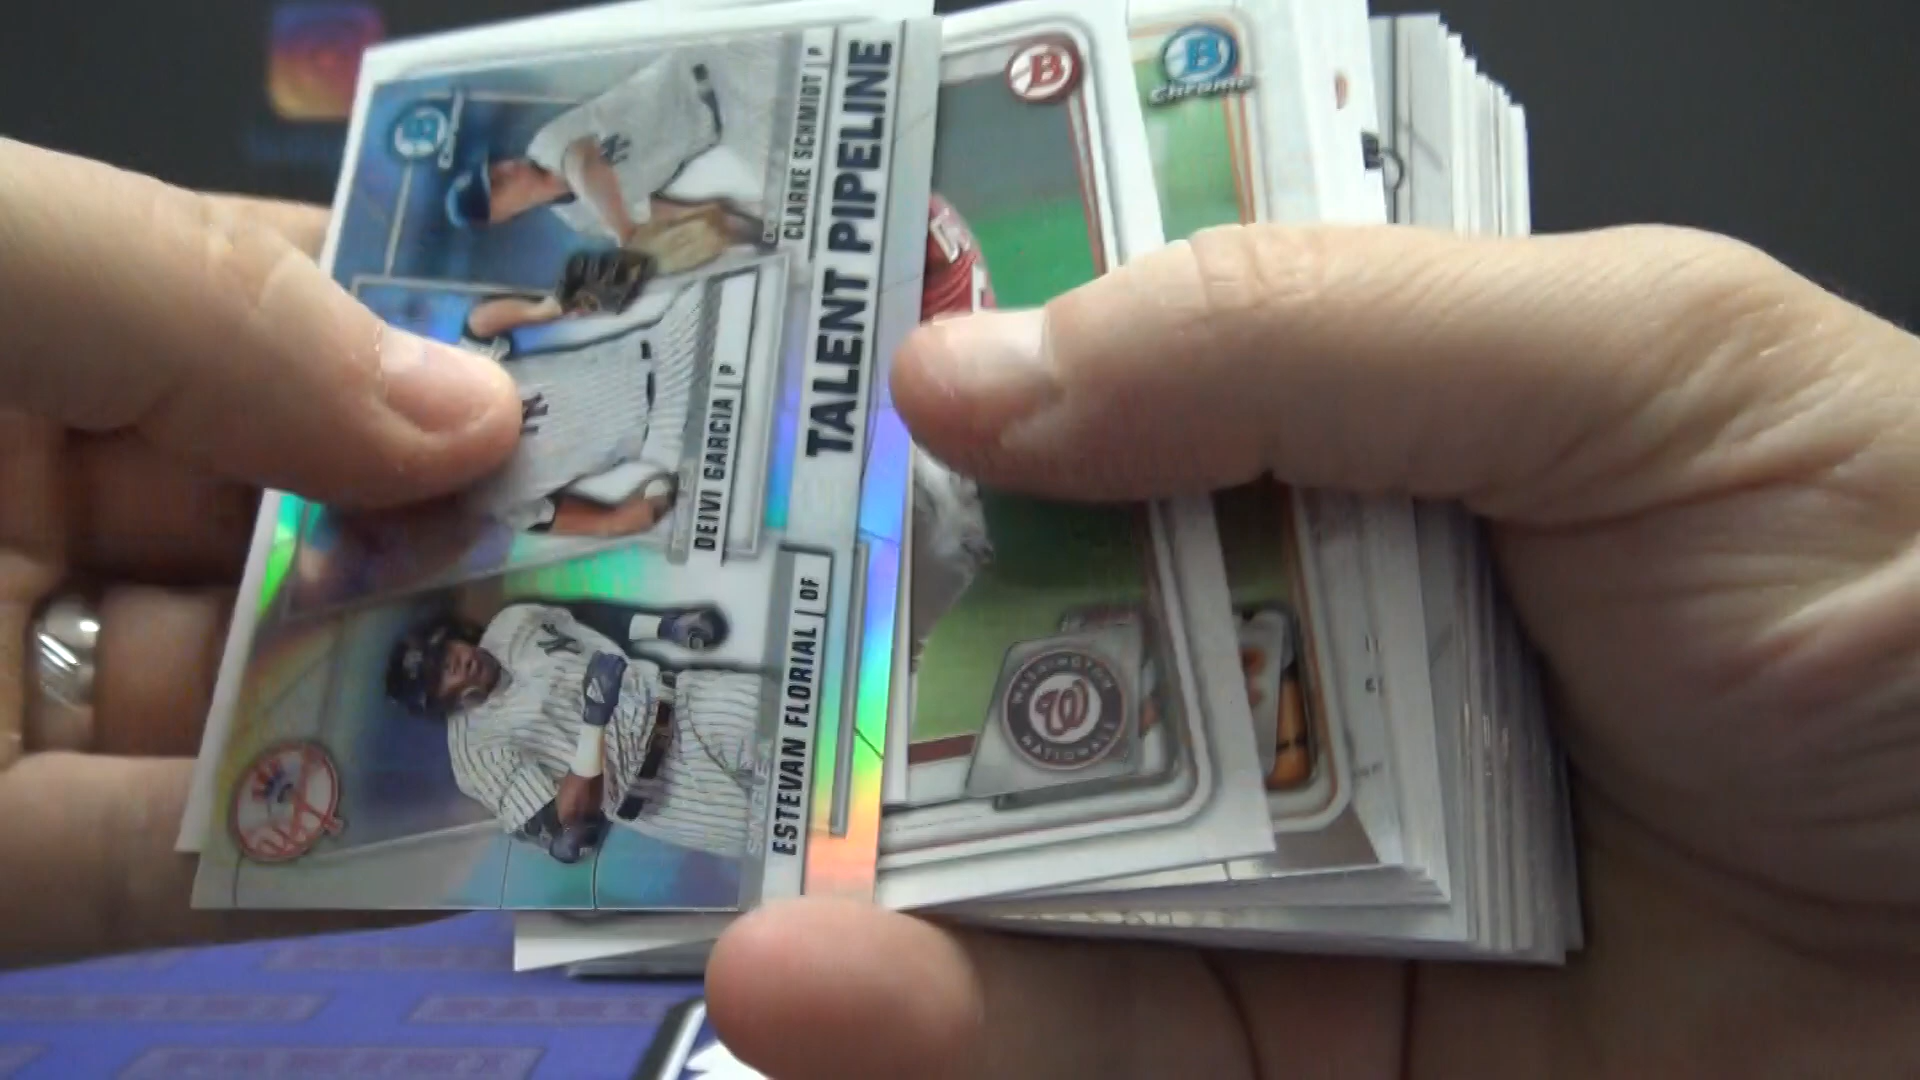 TALENT PIPELINE
CLARKE SCHMIDT | P
DEIVI GARCIA | P
ESTEVAN FLORIAL | OF
B
Chrome
WASHINGTON
W
NATIONALS